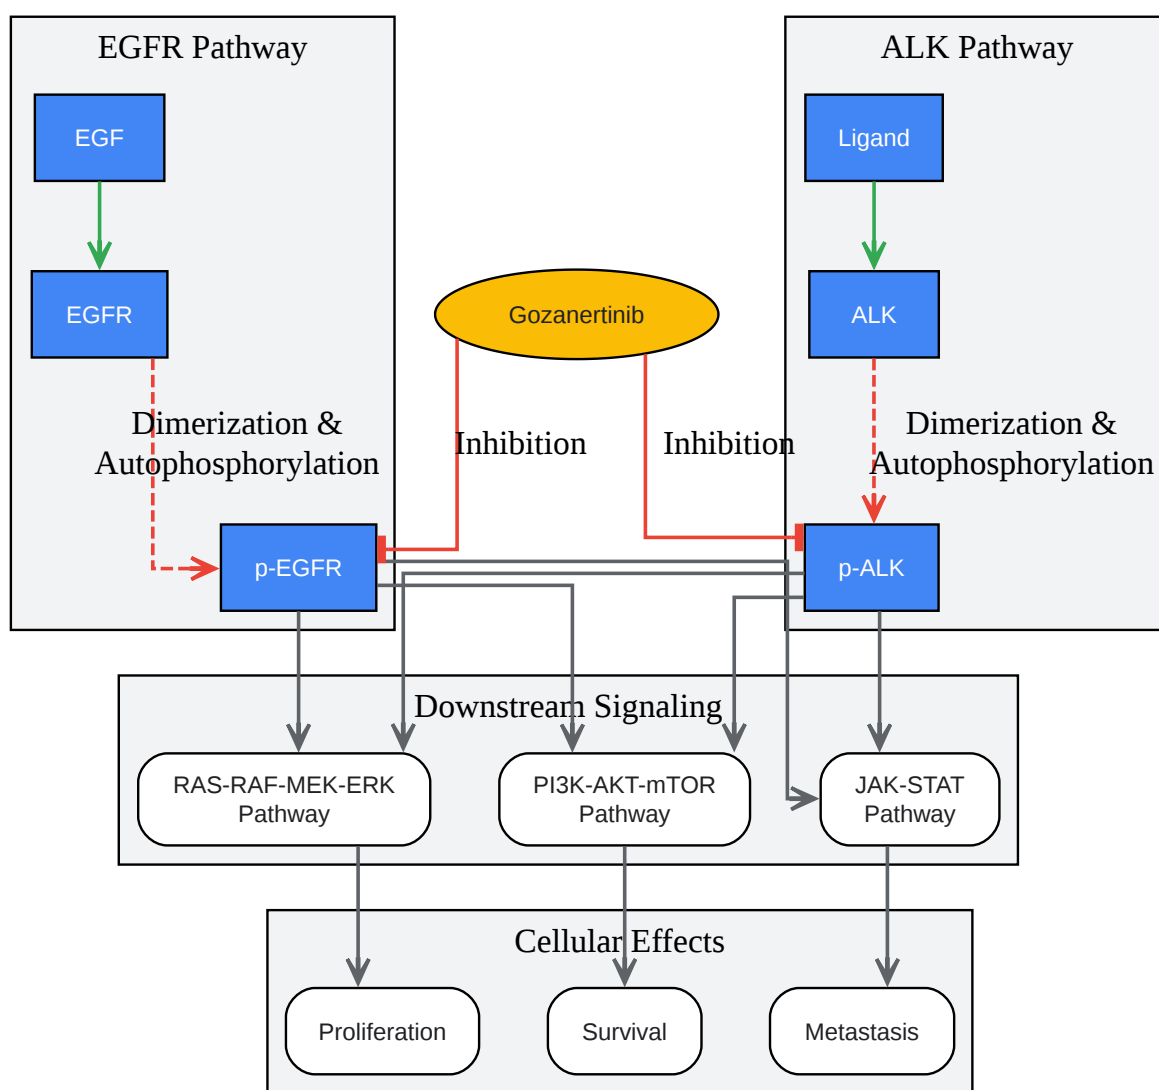 EGFR Pathway
ALK Pathway
EGF
Ligand
EGFR
Gozanertinib
ALK
Dimerization &
Autophosphorylation
Inhibition
Inhibition
Dimerization &
Autophosphorylation
p-EGFR
p-ALK
Downstream Signaling
RAS-RAF-MEK-ERK
Pathway
PI3K-AKT-mTOR
Pathway
JAK-STAT
Pathway
Cellular Effects
Proliferation
Survival
Metastasis